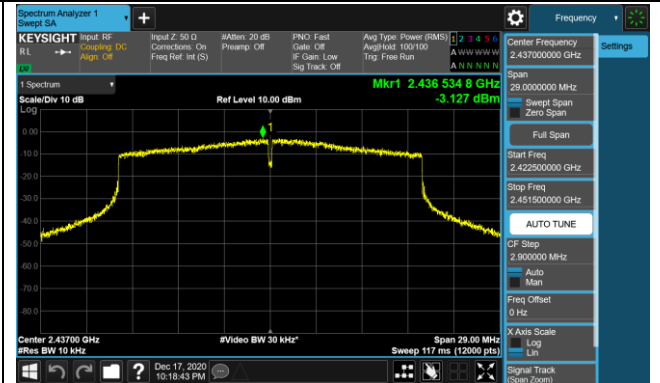 Spectrum Analyzer 1
Swept SA
+
Frequency
KEYSIGHT
RL
Input: RF
Coupling: DC
Align: Off
Input Z: 50 Ω
Corrections: On
Freq Ref: Int (S)
#Atten: 20 dB
Preamp: Off
PNO: Fast
Gate: Off
IF Gain: Low
Sig Track: Off
Avg Type: Power (RMS)
Avg|Hold: 100/100
Trig: Free Run
1 2 3 4 5 6
A W W W W W
A N N N N N
1 Spectrum
Scale/Div 10 dB
Log
Ref Level 10.00 dBm
Mkr1 2.436 534 8 GHz
-3.127 dBm
1
0.00
-10.0
-20.0
-30.0
-40.0
-50.0
-60.0
-70.0
-80.0
Center 2.43700 GHz
#Res BW 10 kHz
#Video BW 30 kHz*
Span 29.00 MHz
Sweep 117 ms (12000 pts)
Dec 17, 2020
10:18:43 PM
?
Center Frequency
2.437000000 GHz
Settings
Span
29.0000000 MHz
Swept Span
Zero Span
Full Span
Start Freq
2.422500000 GHz
Stop Freq
2.451500000 GHz
AUTO TUNE
CF Step
2.900000 MHz
Auto
Man
Freq Offset
0 Hz
X Axis Scale
Log
Lin
Signal Track
(Span Zoom)